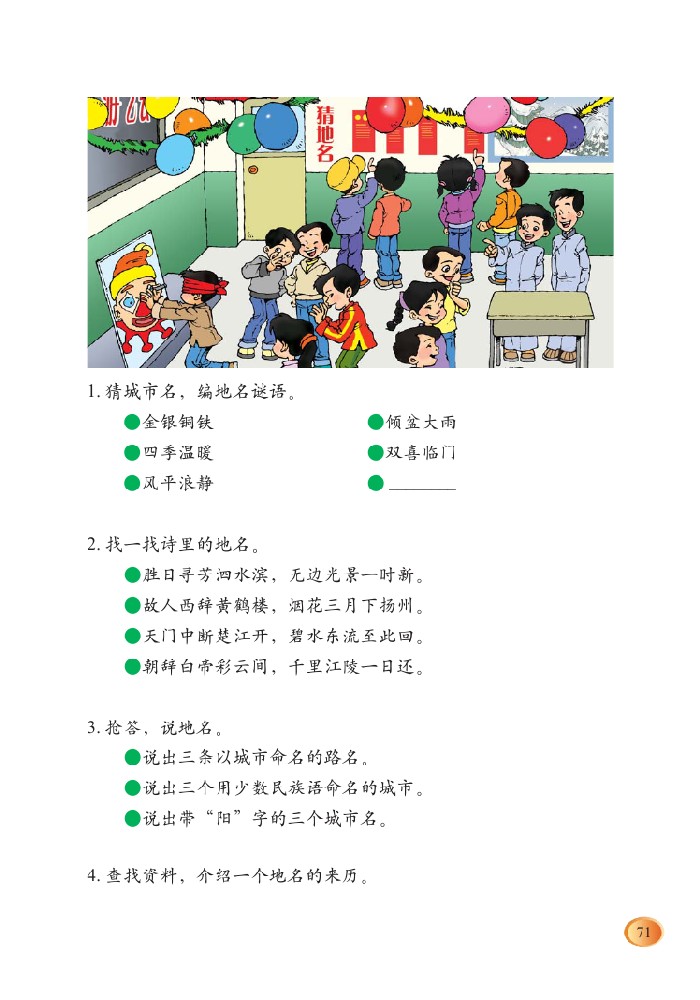 猜地名
1. 猜城市名，编地名谜语。
●金银铜铁 ●倾盆大雨
●四季温暖 ●双喜临门
●风平浪静 ●________
2. 找一找诗里的地名。
●胜日寻芳泗水滨，无边光景一时新。
●故人西辞黄鹤楼，烟花三月下扬州。
●天门中断楚江开，碧水东流至此回。
●朝辞白帝彩云间，千里江陵一日还。
3. 抢答，说地名。
●说出三条以城市命名的路名。
●说出三个用少数民族语命名的城市。
●说出带“阳”字的三个城市名。
4. 查找资料，介绍一个地名的来历。
71